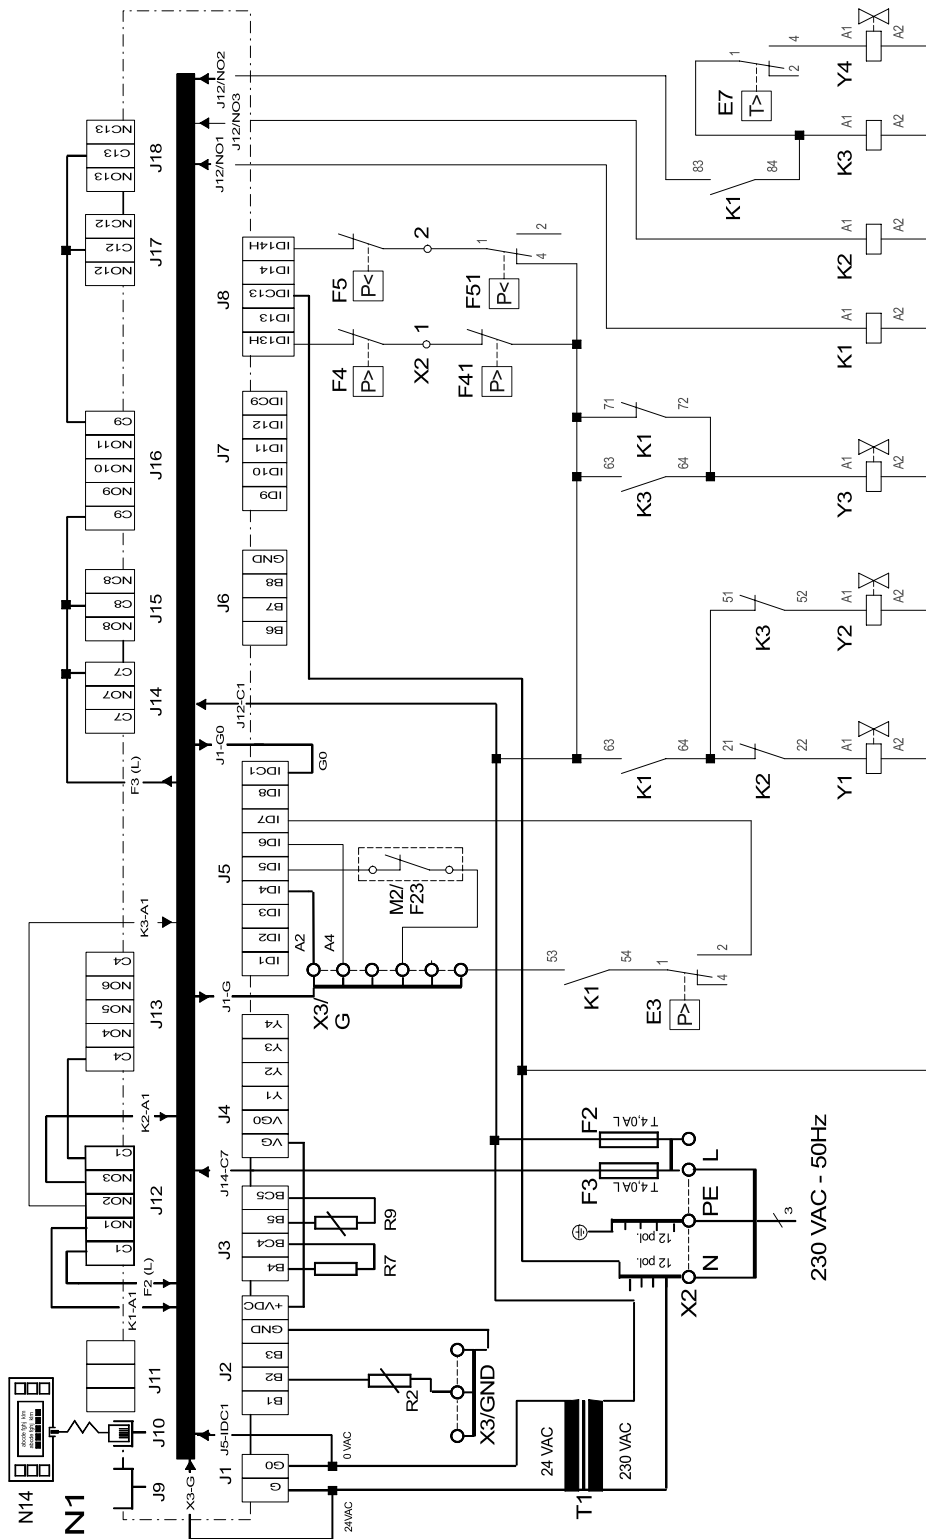 N14
abcde fghj klm
abcde fghj klm
N1
J9
J10
J11
J12
C1
NO1
NO2
NO3
C1
J13
C4
NO4
NO5
NO6
C4
J14
C7
NO7
C7
J15
NO8
C8
NC8
J16
C9
NO9
NO10
NO11
C9
J17
NO12
C12
NC12
J18
NO13
C13
NC13
K1-A1
F2 (L)
K2-A1
K3-A1
F3 (L)
X3-G
J5-IDC1
J14-C7
J1-G
J1-G0
J12-C1
J12/NO1
J12/NO3
J12/NO2
J1
G
G0
J2
B1
B2
B3
GND
+VDC
J3
B4
BC4
B5
BC5
J4
VG
VG0
Y1
Y2
Y3
Y4
J5
ID1
ID2
ID3
ID4
ID5
ID6
ID7
ID8
IDC1
J6
B6
B7
B8
GND
J7
ID9
ID10
ID11
ID12
IDC9
J8
ID13H
ID13
IDC13
ID14
ID14H
24VAC
0 VAC
R2
X3/GND
R7
R9
A2
A4
X3/
G
G0
M2/
F23
F4
P>
X2
1
F41
P>
F5
P<
2
F51
P<
1
2
4
T1
24 VAC
230 VAC
X2
N
PE
L
12 pol.
12 pol.
F3
T 4,0A L
F2
T 4,0A L
3
230 VAC - 50Hz
K1
53
54
E3
P>
1
2
4
K1
63
64
K2
21
22
Y1
A1
A2
K3
51
52
Y2
A1
A2
K3
63
64
K1
71
72
Y3
A1
A2
K1
A1
A2
K2
A1
A2
K1
83
84
K3
A1
A2
E7
T>
1
2
4
Y4
A1
A2